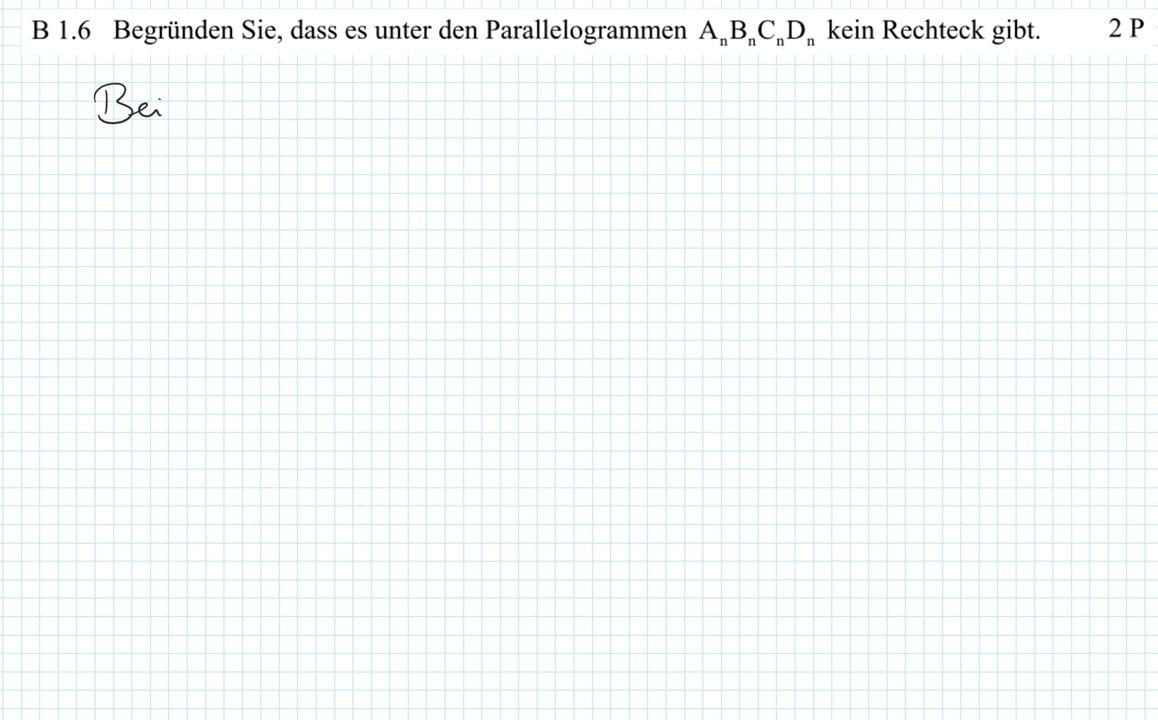 B 1.6 Begründen Sie, dass es unter den Parallelogrammen AₙBₙCₙDₙ kein Rechteck gibt. 2 P
Bei